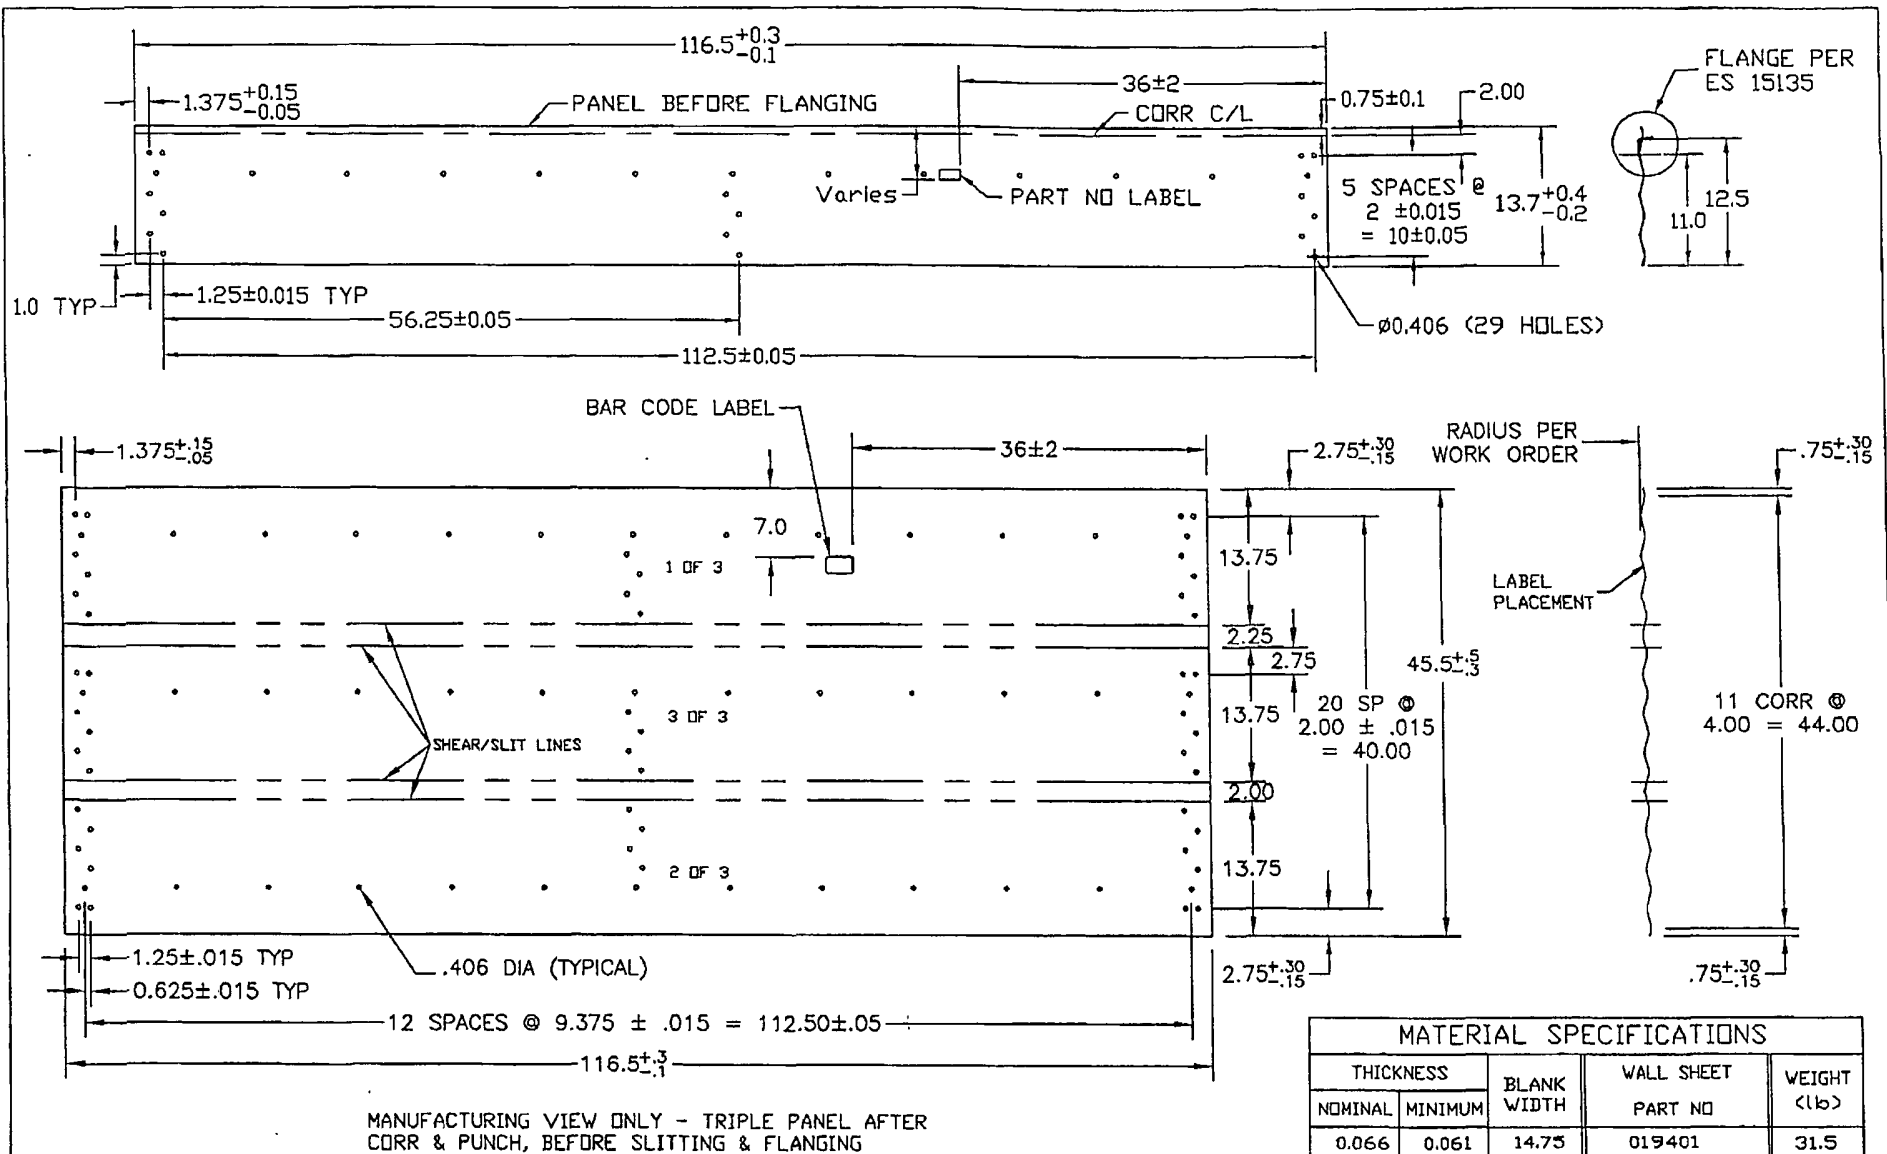 116.5+0.3
-0.1
36±2
FLANGE PER
ES 15135
1.375+0.15
-0.05
PANEL BEFORE FLANGING
CORR C/L
0.75±0.1
2.00
Varies
PART NO LABEL
5 SPACES @
2 ±0.015
= 10±0.05
13.7+0.4
-0.2
11.0
12.5
1.0 TYP
1.25±0.015 TYP
56.25±0.05
112.5±0.05
ø0.406 (29 HOLES)
BAR CODE LABEL
1.375+.15
-.05
36±2
2.75+.30
-.15
RADIUS PER
WORK ORDER
.75+.30
-.15
7.0
1 OF 3
13.75
LABEL
PLACEMENT
2.25
2.75
45.5+.5
-.3
3 OF 3
13.75
20 SP @
2.00 ± .015
= 40.00
11 CORR @
4.00 = 44.00
SHEAR/SLIT LINES
2.00
2 OF 3
13.75
1.25±.015 TYP
.406 DIA (TYPICAL)
2.75+.30
-.15
.75+.30
-.15
0.625±.015 TYP
12 SPACES @ 9.375 ± .015 = 112.50±.05
116.5+.3
-.1
MANUFACTURING VIEW ONLY - TRIPLE PANEL AFTER
CORR & PUNCH, BEFORE SLITTING & FLANGING
MATERIAL SPECIFICATIONS
THICKNESS
BLANK
WIDTH
WALL SHEET
PART NO
WEIGHT
(lb)
NOMINAL MINIMUM
0.066 0.061 14.75 019401 31.5